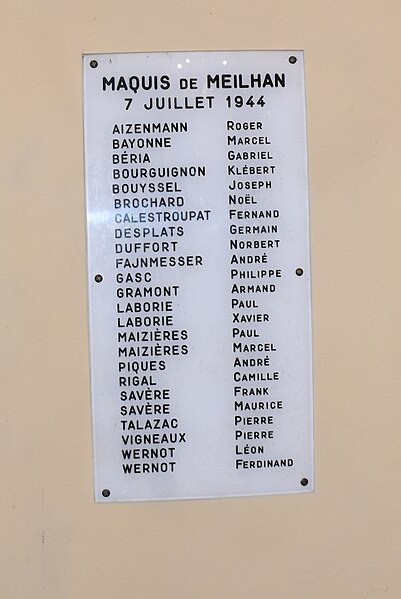 MAQUIS DE MEILHAN
7 JUILLET 1944
AIZENMANN ROGER
BAYONNE MARCEL
BÉRIA GABRIEL
BOURGUIGNON KLÉBERT
BOUYSSEL JOSEPH
BROCHARD NOËL
CALESTROUPAT FERNAND
DESPLATS GERMAIN
DUFFORT NORBERT
FAJNMESSER ANDRÉ
GASC PHILIPPE
GRAMONT ARMAND
LABORIE PAUL
LABORIE XAVIER
MAIZIÈRES PAUL
MAIZIÈRES MARCEL
PIQUES ANDRÉ
RIGAL CAMILLE
SAVÈRE FRANK
SAVÈRE MAURICE
TALAZAC PIERRE
VIGNEAUX PIERRE
WERNOT LÉON
WERNOT FERDINAND